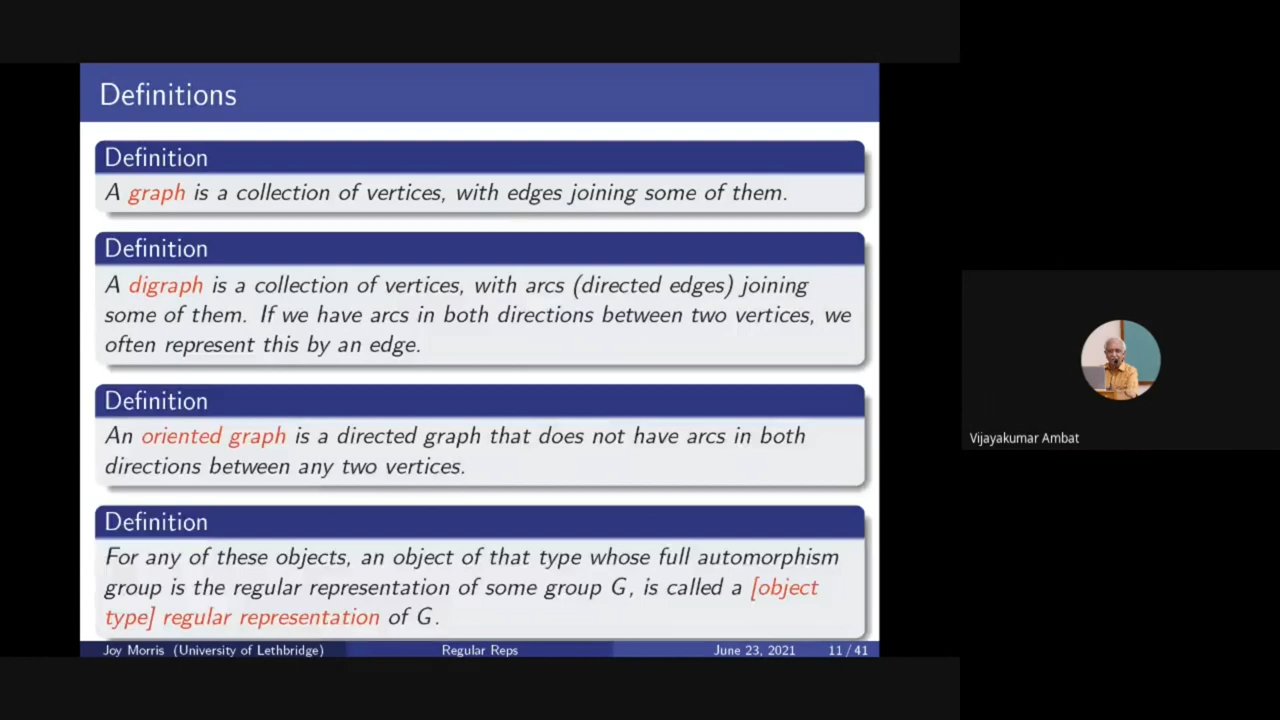 Definitions
Definition
A graph is a collection of vertices, with edges joining some of them.
Definition
A digraph is a collection of vertices, with arcs (directed edges) joining
some of them. If we have arcs in both directions between two vertices, we
often represent this by an edge.
Definition
An oriented graph is a directed graph that does not have arcs in both
directions between any two vertices.
Definition
For any of these objects, an object of that type whose full automorphism
group is the regular representation of some group G, is called a [object
type] regular representation of G.
Joy Morris (University of Lethbridge) Regular Reps June 23, 2021 11 / 41
Vijayakumar Ambat